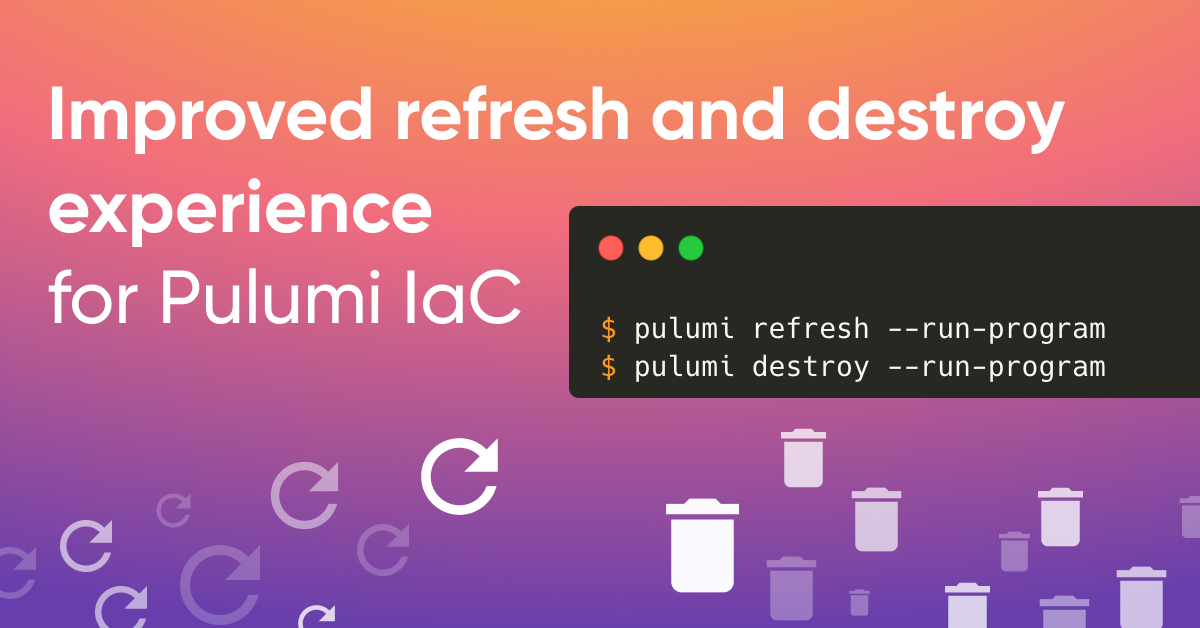 Improved refresh and destroy
experience
for Pulumi IaC
$ pulumi refresh --run-program
$ pulumi destroy --run-program